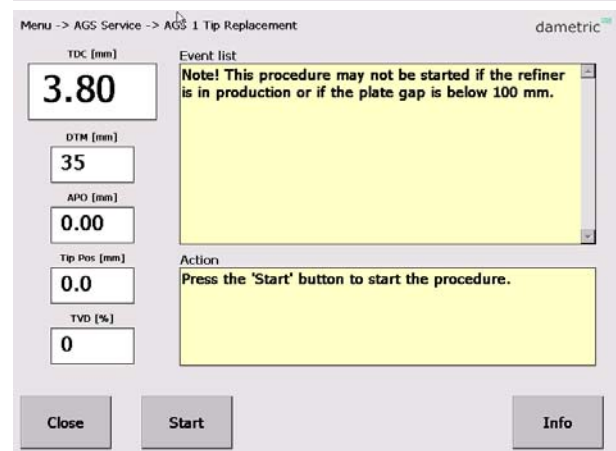 Menu -> AGS Service -> AGS 1 Tip Replacement
dametric
TDC [mm]
3.80
DTM [mm]
35
APO [mm]
0.00
Tip Pos [mm]
0.0
TVD [%]
0
Event list
Note! This procedure may not be started if the refiner
is in production or if the plate gap is below 100 mm.
Action
Press the 'Start' button to start the procedure.
Close
Start
Info